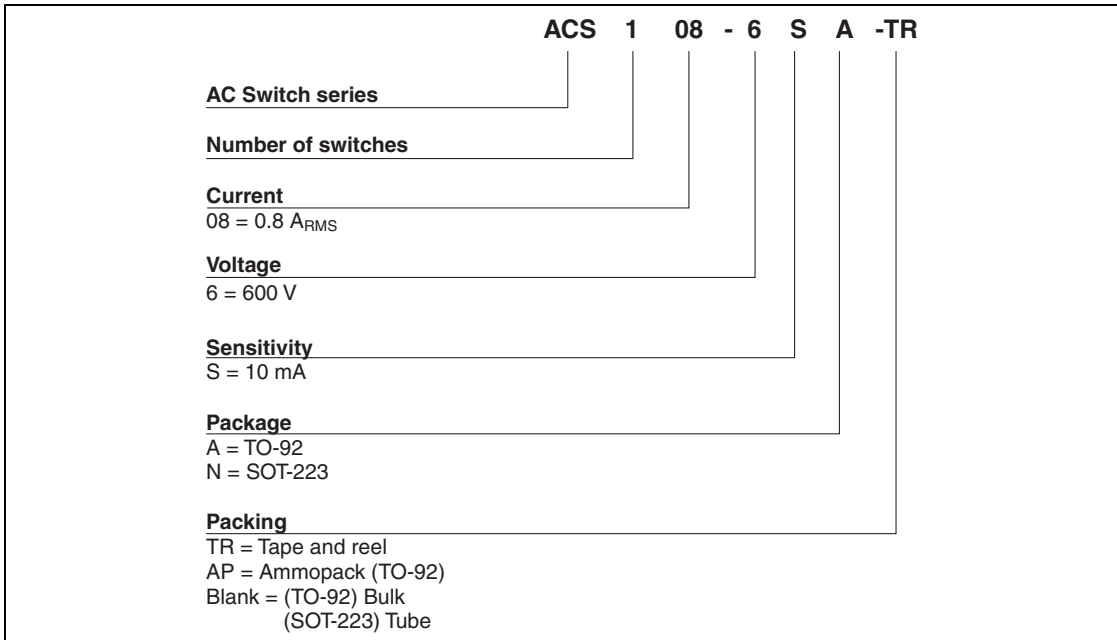 ACS 1 08 - 6 S A -TR
AC Switch series
Number of switches
Current
08 = 0.8 ARMS
Voltage
6 = 600 V
Sensitivity
S = 10 mA
Package
A = TO-92
N = SOT-223
Packing
TR = Tape and reel
AP = Ammopack (TO-92)
Blank = (TO-92) Bulk
(SOT-223) Tube